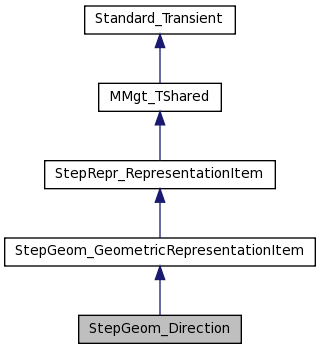 Standard_Transient
MMgt_TShared
StepRepr_RepresentationItem
StepGeom_GeometricRepresentationItem
StepGeom_Direction